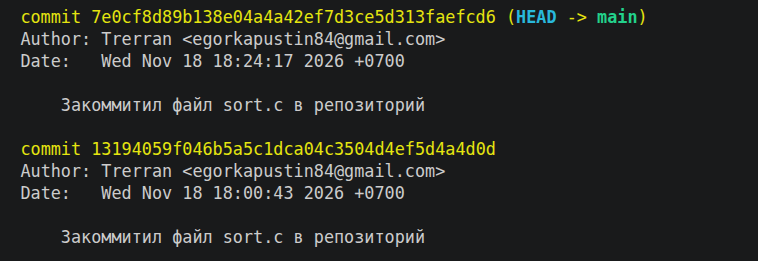 commit 7e0cf8d89b138e04a4a42ef7d3ce5d313faefcd6 (HEAD -> main)
Author: Trerran <egorkapustin84@gmail.com>
Date:   Wed Nov 18 18:24:17 2026 +0700
Закоммитил файл sort.c в репозиторий
commit 13194059f046b5a5c1dca04c3504d4ef5d4a4d0d
Author: Trerran <egorkapustin84@gmail.com>
Date:   Wed Nov 18 18:00:43 2026 +0700
Закоммитил файл sort.c в репозиторий